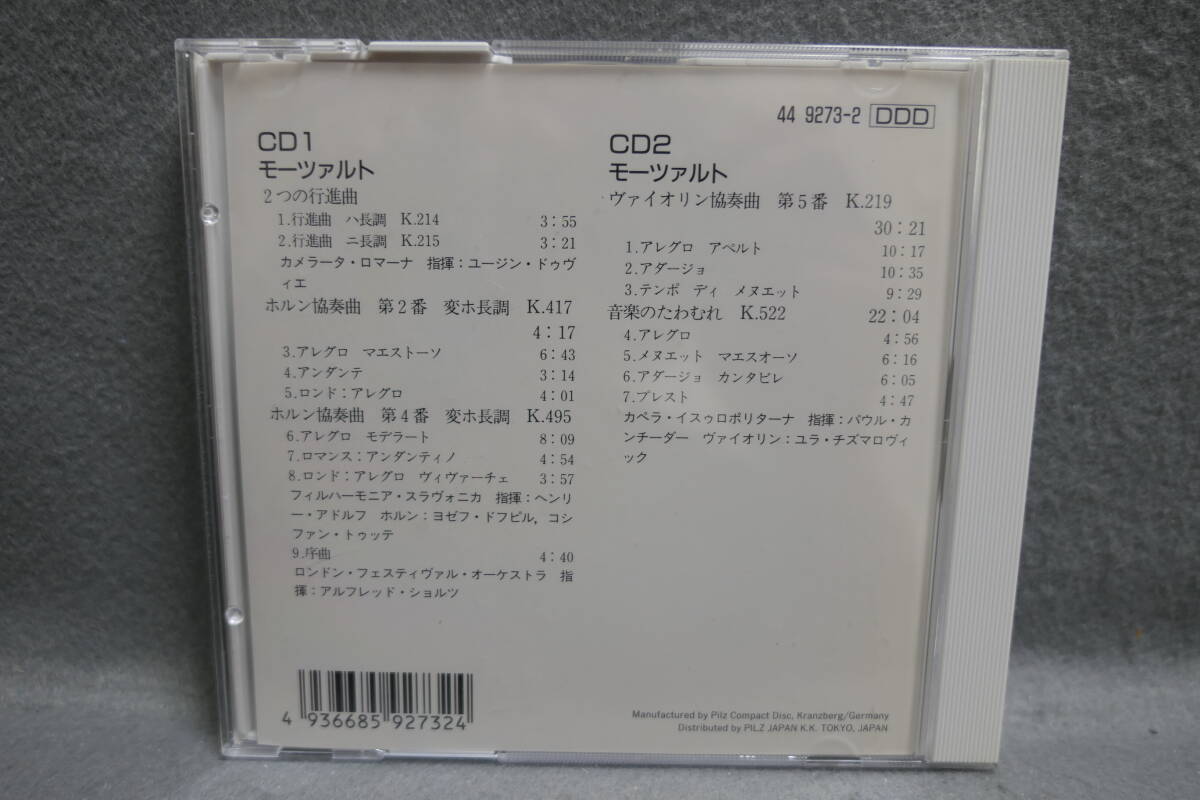 44 9273-2 DDD
CD1
モーツァルト
2つの行進曲
1.行進曲 ハ長調 K.214 3:55
2.行進曲 ニ長調 K.215 3:21
カメラータ・ロマーナ 指揮:ユージン・ドゥヴ
ィエ
ホルン協奏曲 第2番 変ホ長調 K.417
4:17
3.アレグロ マエストーソ 6:43
4.アンダンテ 3:14
5.ロンド:アレグロ 4:01
ホルン協奏曲 第4番 変ホ長調 K.495
6.アレグロ モデラート 8:09
7.ロマンス:アンダンティノ 4:54
8.ロンド:アレグロ ヴィヴァーチェ 3:57
フィルハーモニア・スラヴォニカ 指揮:ヘンリ
ー・アドルフ ホルン:ヨゼフ・ドフピル,コシ
ファン・トゥッテ
9.序曲 4:40
ロンドン・フェスティヴァル・オーケストラ 指
揮:アルフレッド・ショルツ
CD2
モーツァルト
ヴァイオリン協奏曲 第5番 K.219
30:21
1.アレグロ アペルト 10:17
2.アダージョ 10:35
3.テンポ ディ メヌエット 9:29
音楽のたわむれ K.522 22:04
4.アレグロ 4:56
5.メヌエット マエスオーソ 6:16
6.アダージョ カンタビレ 6:05
7.プレスト 4:47
カペラ・イスゥロポリターナ 指揮:パウル・カ
ンチーダー ヴァイオリン:ユラ・チズマロヴィ
ック
4 936685 927324
Manufactured by Pilz Compact Disc, Kranzberg/Germany
Distributed by PILZ JAPAN K.K. TOKYO, JAPAN